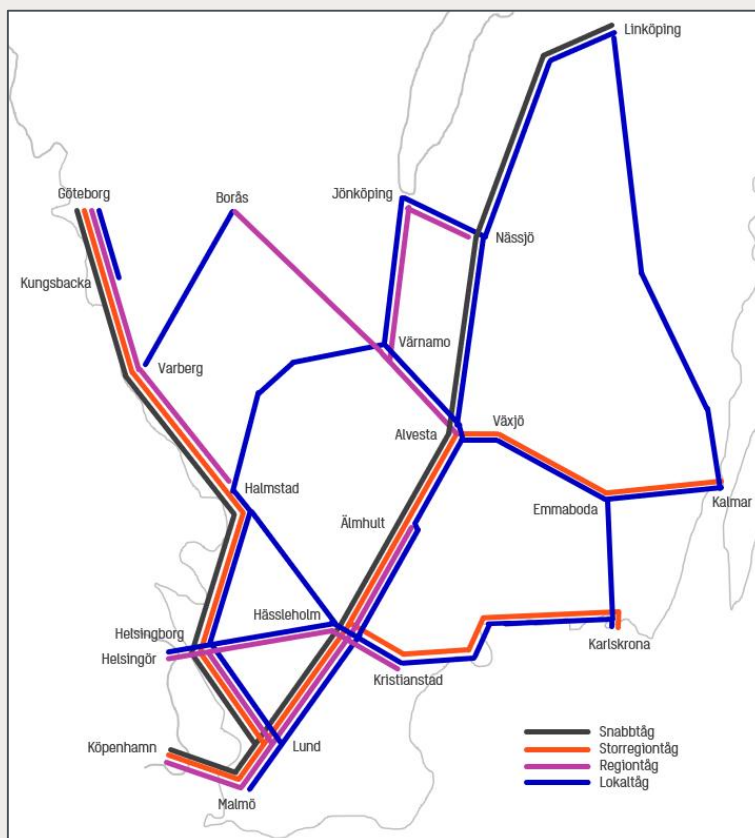 Linköping
Göteborg
Borås
Jönköping
Nässjö
Kungsbacka
Värnamo
Varberg
Växjö
Alvesta
Halmstad
Emmaboda
Kalmar
Älmhult
Hässleholm
Helsingborg
Helsingör
Karlskrona
Kristianstad
Köpenhamn
Lund
Malmö
Snabbtåg
Storregiontåg
Regiontåg
Lokaltåg